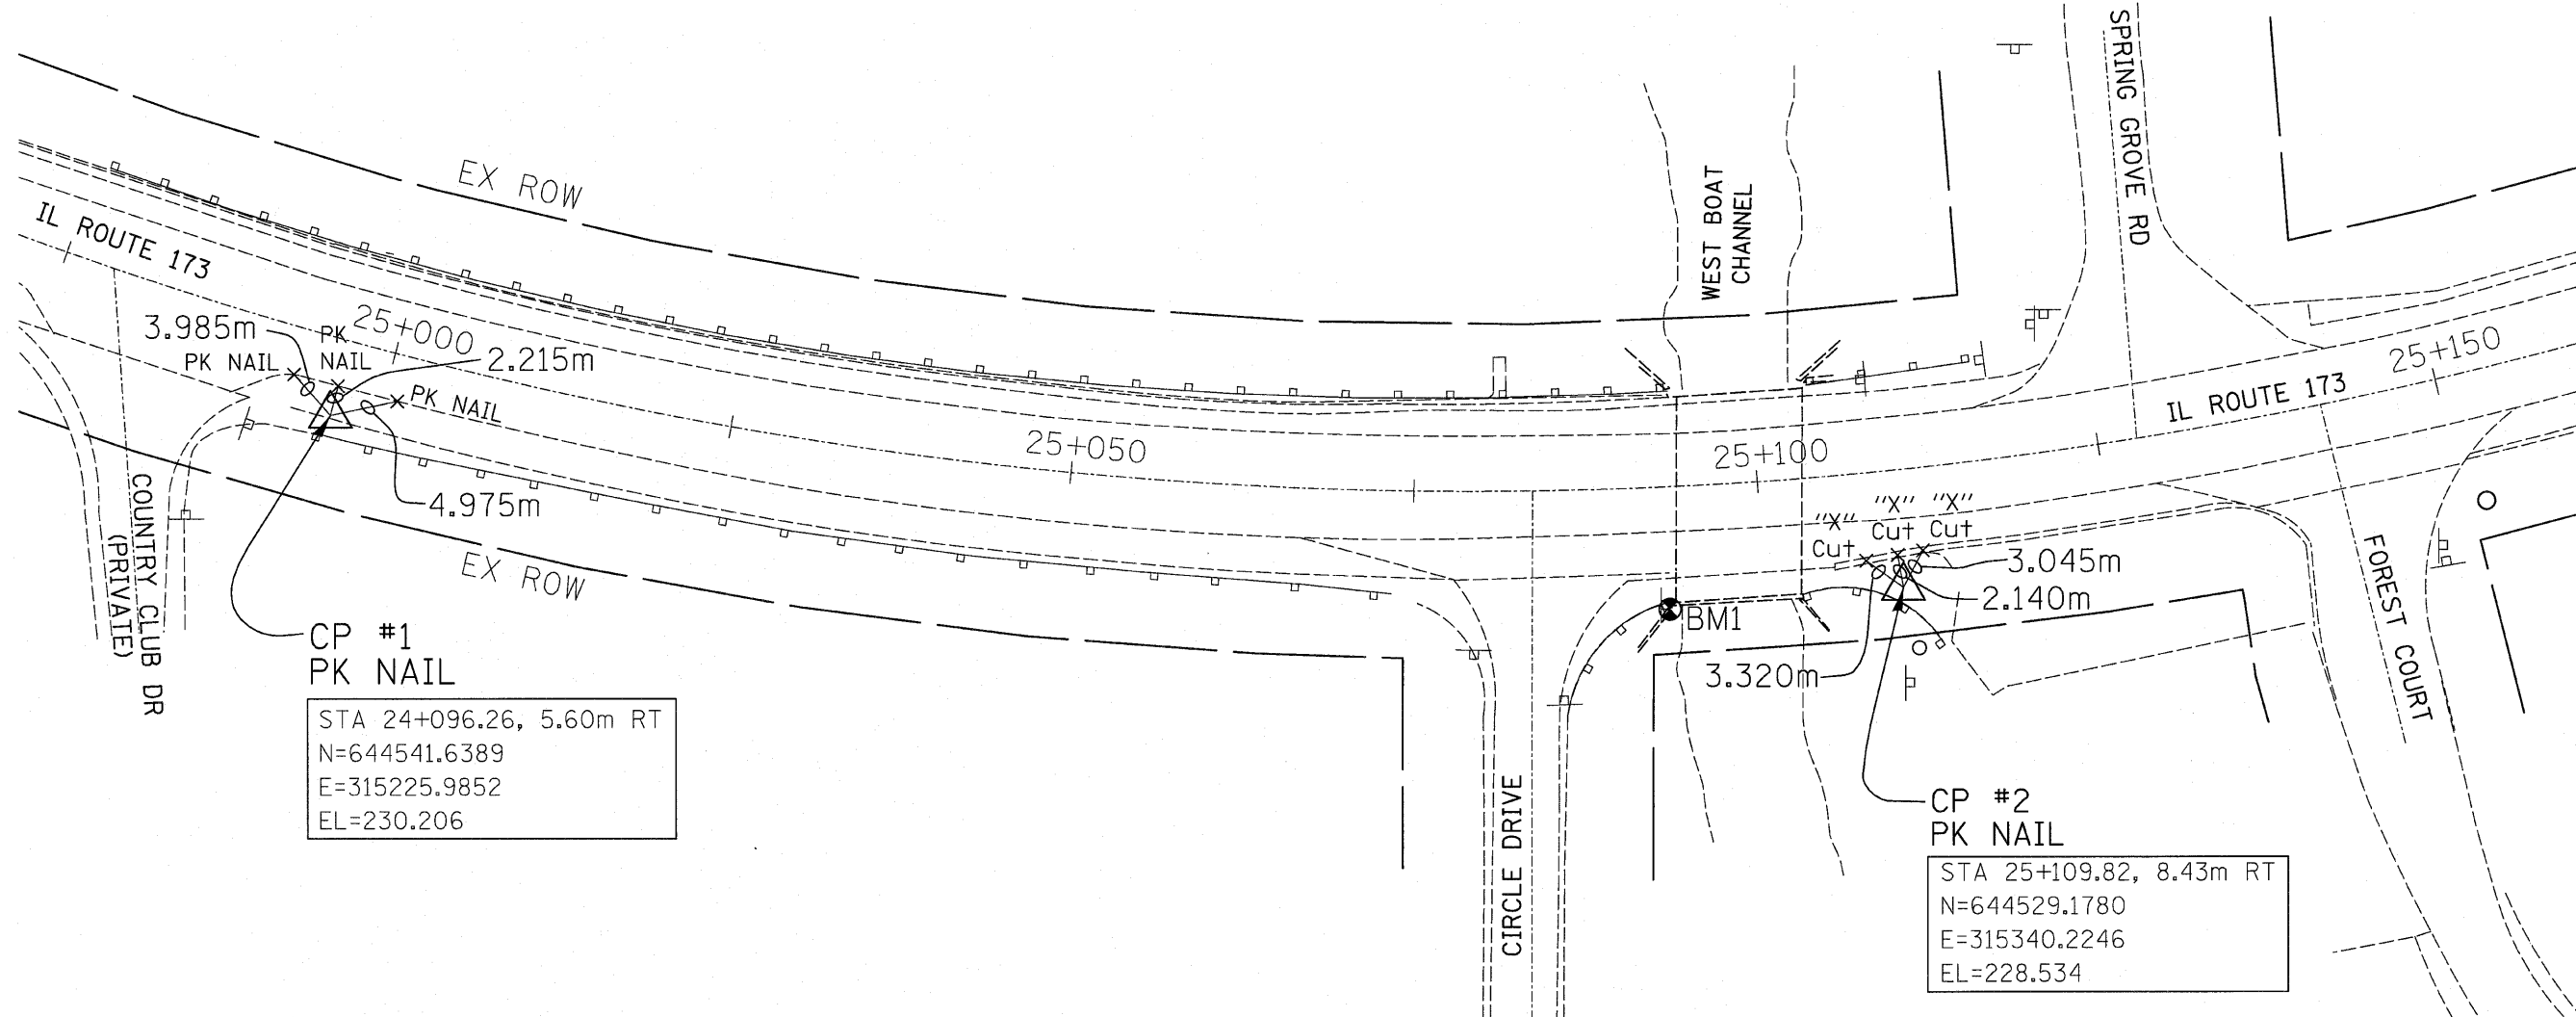 EX ROW
SPRING GROVE RD
WEST BOAT
CHANNEL
IL ROUTE 173
3.985m
PK NAIL
PK
NAIL
25+000
2.215m
PK NAIL
4.975m
25+050
25+100
25+150
IL ROUTE 173
"X"
Cut
"X"
Cut
"X"
Cut
3.045m
2.140m
3.320m
BM1
EX ROW
COUNTRY CLUB DR
(PRIVATE)
FOREST COURT
CIRCLE DRIVE
CP #1
PK NAIL
STA 24+096.26, 5.60m RT
N=644541.6389
E=315225.9852
EL=230.206
CP #2
PK NAIL
STA 25+109.82, 8.43m RT
N=644529.1780
E=315340.2246
EL=228.534